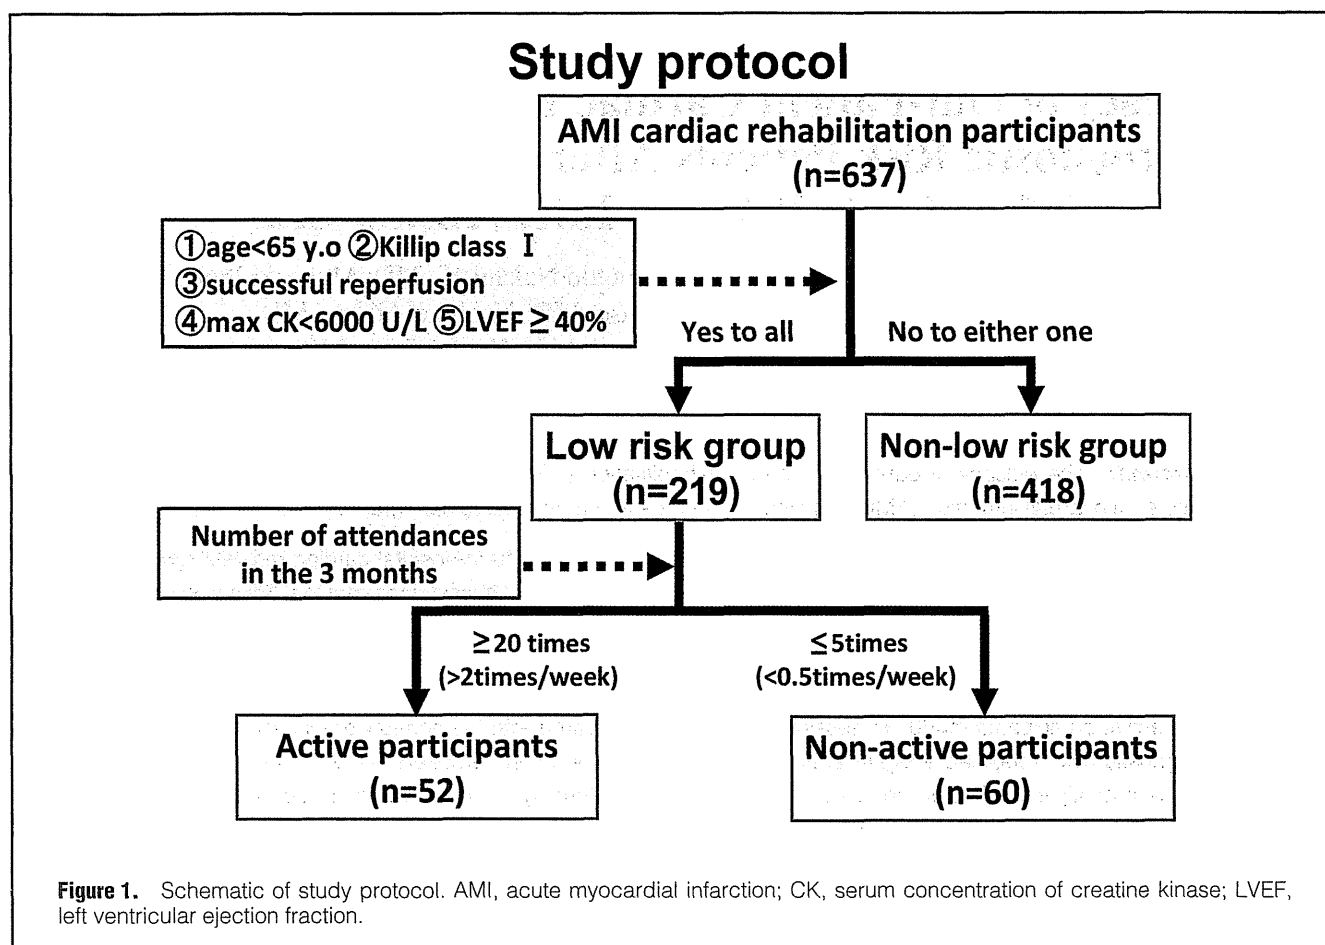 Study protocol
AMI cardiac rehabilitation participants
(n=637)
①age<65 y.o ②Killip class Ⅰ
③successful reperfusion
④max CK<6000 U/L ⑤LVEF ≧ 40%
Yes to all
No to either one
Low risk group
(n=219)
Non-low risk group
(n=418)
Number of attendances
in the 3 months
≧20 times
(>2times/week)
≦5times
(<0.5times/week)
Active participants
(n=52)
Non-active participants
(n=60)
Figure 1. Schematic of study protocol. AMI, acute myocardial infarction; CK, serum concentration of creatine kinase; LVEF,
left ventricular ejection fraction.